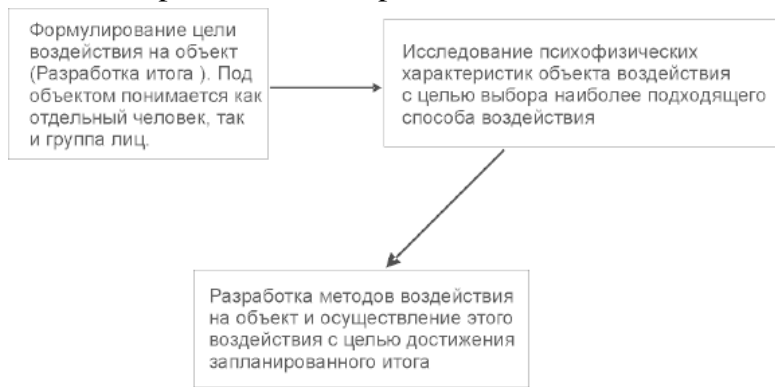 Формулирование цели
воздействия на объект
(Разработка итога ). Под
объектом понимается как
отдельный человек, так
и группа лиц.
Исследование психофизических
характеристик объекта воздействия
с целью выбора наиболее подходящего
способа воздействия
Разработка методов воздействия
на объект и осуществление этого
воздействия с целью достижения
запланированного итога